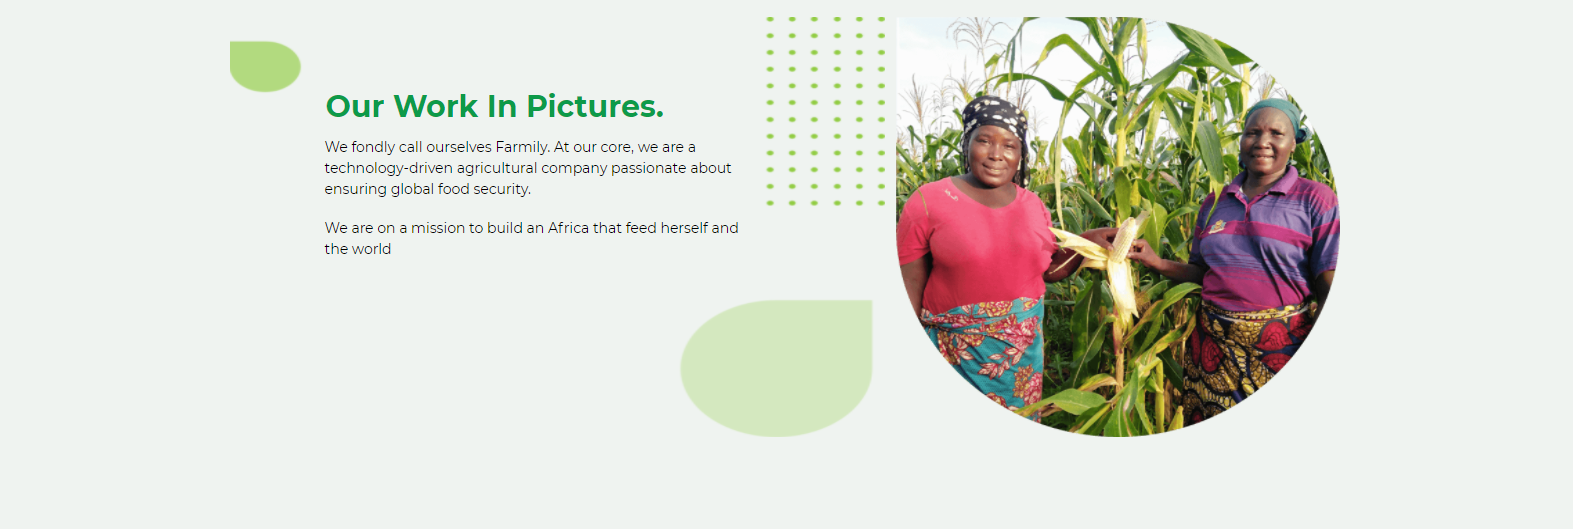 Our Work In Pictures.
We fondly call ourselves Farmily. At our core, we are a
technology-driven agricultural company passionate about
ensuring global food security.
We are on a mission to build an Africa that feed herself and
the world